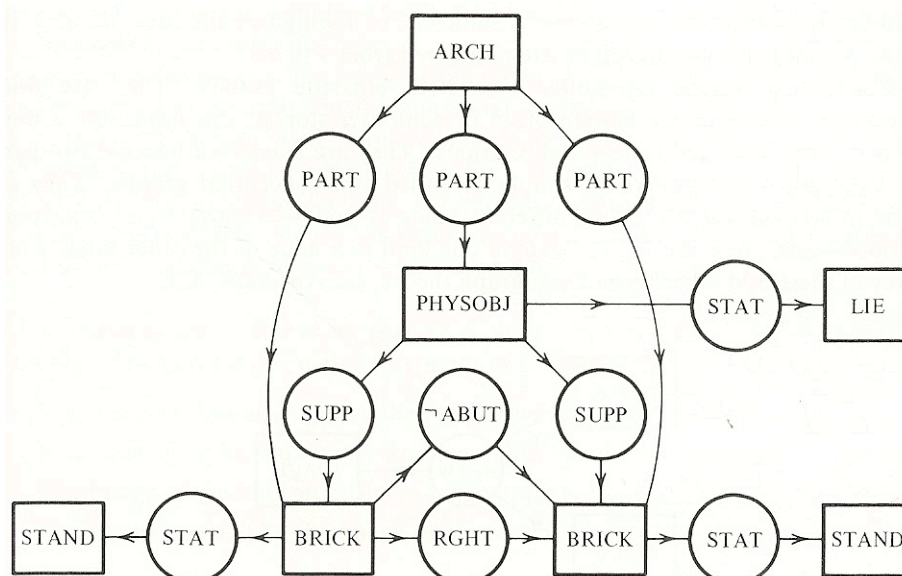 ARCH
PART PART PART
PHYSOBJ STAT LIE
SUPP ¬ABUT SUPP
STAND STAT BRICK RGHT BRICK STAT STAND